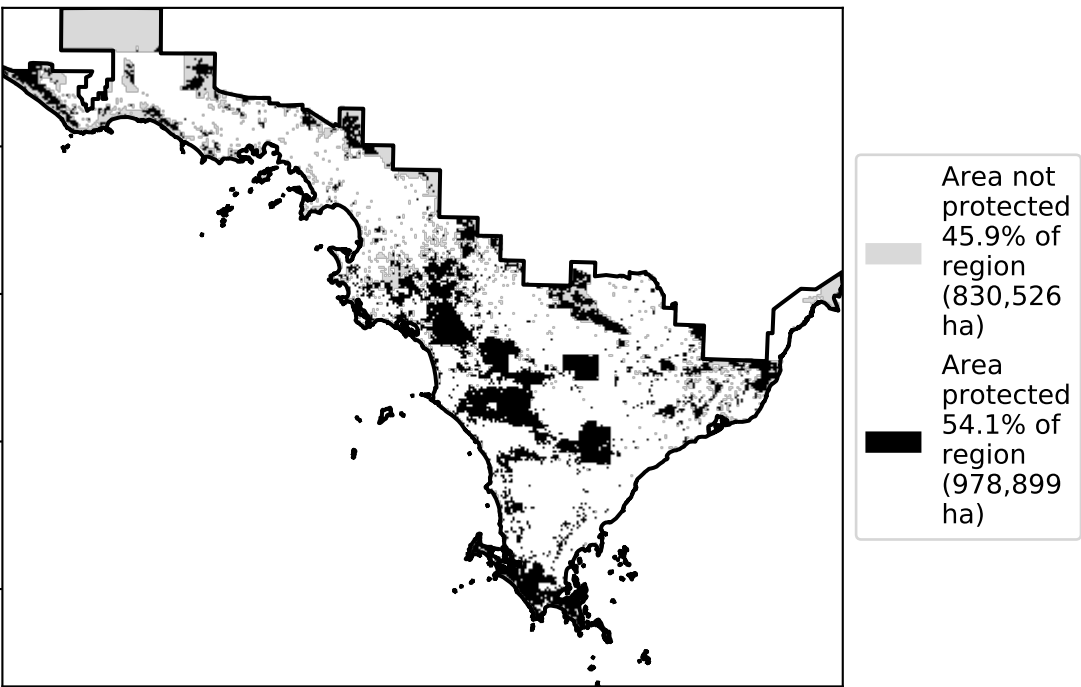 Area not
protected
45.9% of
region
(830,526
ha)
Area
protected
54.1% of
region
(978,899
ha)